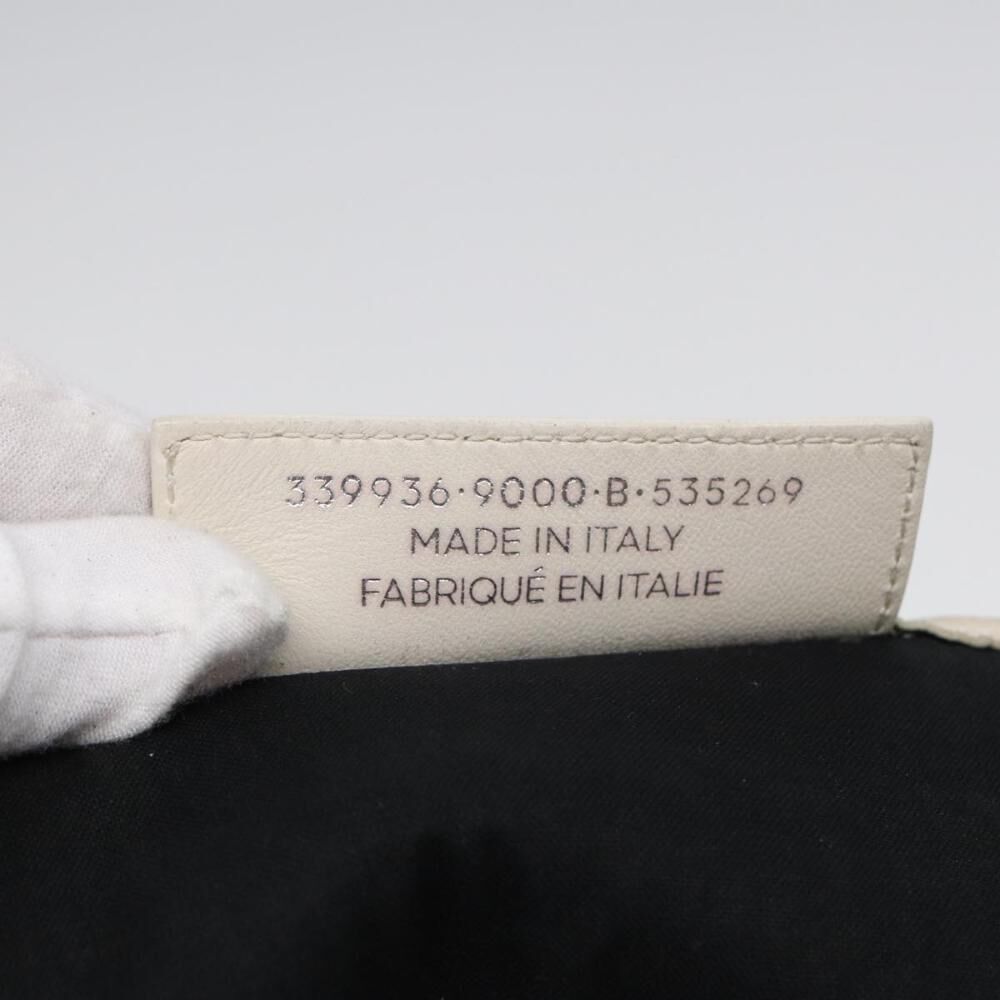 339936·9000·B·535269
MADE IN ITALY
FABRIQUÉ EN ITALIE